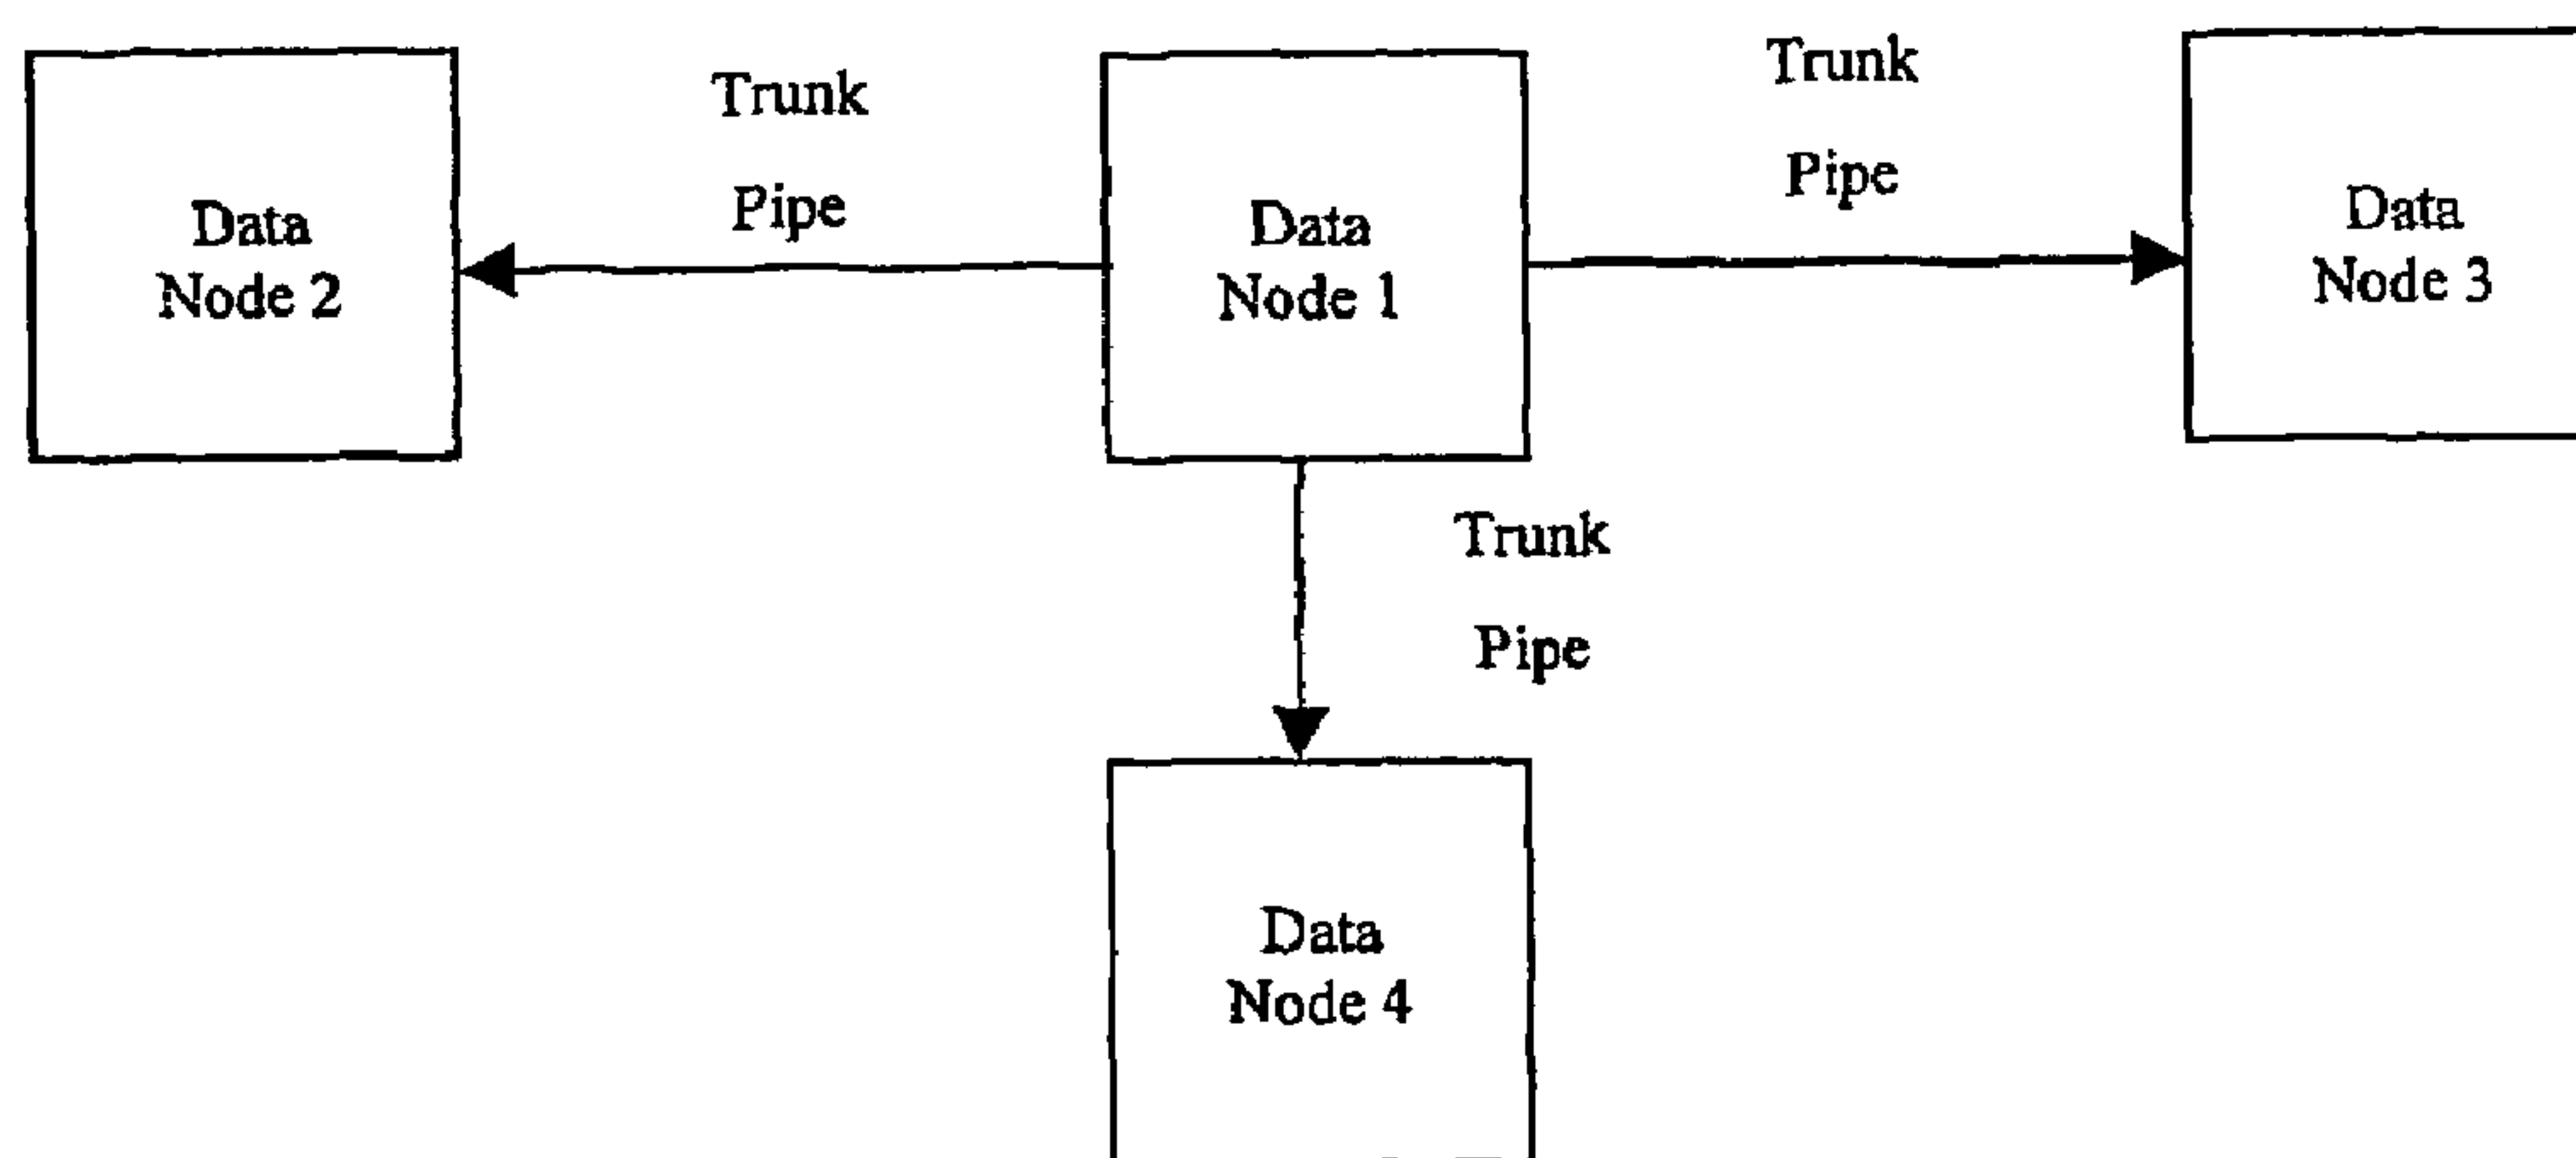 Trunk
Pipe
Trunk
Pipe
Data
Node 2
Data
Node 1
Data
Node 3
Trunk
Pipe
Data
Node 4